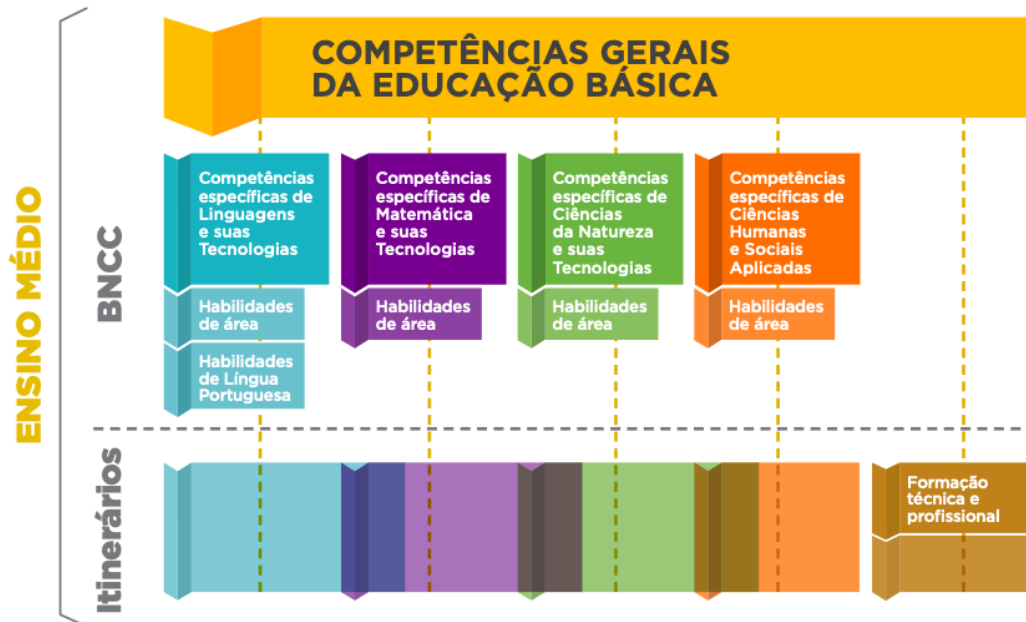 COMPETÊNCIAS GERAIS
DA EDUCAÇÃO BÁSICA
ENSINO MÉDIO
BNCC
Competências
específicas de
Linguagens
e suas
Tecnologias
Habilidades
de área
Habilidades
de Língua
Portuguesa
Competências
específicas de
Matemática
e suas
Tecnologias
Habilidades
de área
Competências
específicas de
Ciências
da Natureza
e suas
Tecnologias
Habilidades
de área
Competências
específicas de
Ciências
Humanas
e Sociais
Aplicadas
Habilidades
de área
Itinerários
Formação
técnica e
profissional